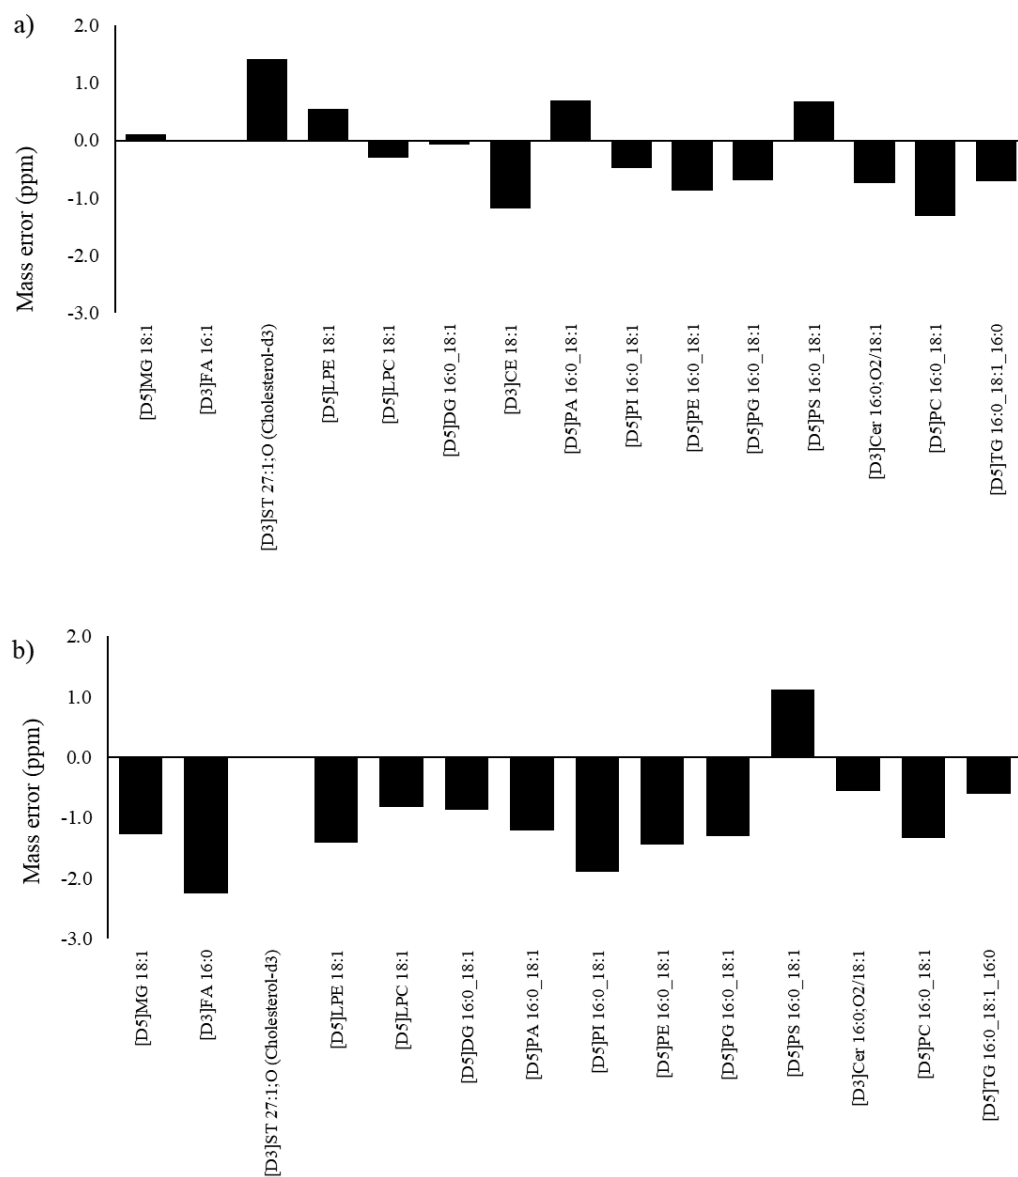 a)
Mass error (ppm)
2.0
1.0
0.0
-1.0
-2.0
-3.0
[D5]MG 18:1
[D3]FA 16:1
[D3]ST 27:1;O (Cholesterol-d3)
[D5]LPE 18:1
[D5]LPC 18:1
[D5]DG 16:0_18:1
[D3]CE 18:1
[D5]PA 16:0_18:1
[D5]PI 16:0_18:1
[D5]PE 16:0_18:1
[D5]PG 16:0_18:1
[D5]PS 16:0_18:1
[D3]Cer 16:0;O2/18:1
[D5]PC 16:0_18:1
[D5]TG 16:0_18:1_16:0
b)
Mass error (ppm)
2.0
1.0
0.0
-1.0
-2.0
-3.0
[D5]MG 18:1
[D3]FA 16:0
[D3]ST 27:1;O (Cholesterol-d3)
[D5]LPE 18:1
[D5]LPC 18:1
[D5]DG 16:0_18:1
[D5]PA 16:0_18:1
[D5]PI 16:0_18:1
[D5]PE 16:0_18:1
[D5]PG 16:0_18:1
[D5]PS 16:0_18:1
[D3]Cer 16:0;O2/18:1
[D5]PC 16:0_18:1
[D5]TG 16:0_18:1_16:0